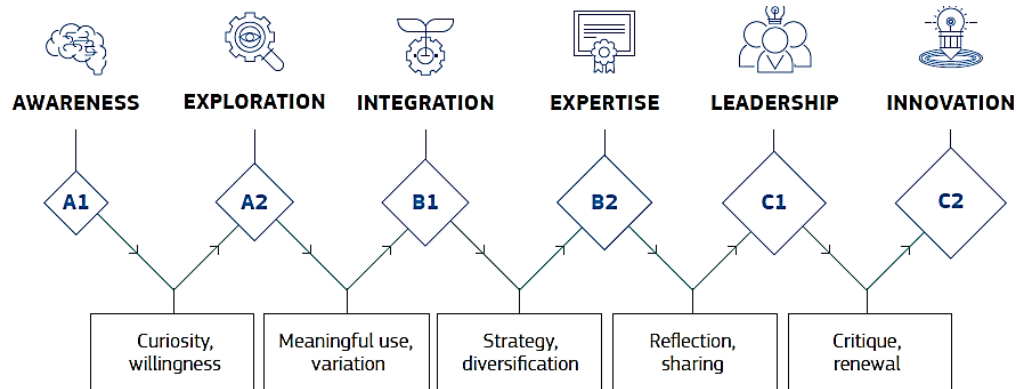 AWARENESS EXPLORATION INTEGRATION EXPERTISE LEADERSHIP INNOVATION
A1 A2 B1 B2 C1 C2
Curiosity,
willingness
Meaningful use,
variation
Strategy,
diversification
Reflection,
sharing
Critique,
renewal